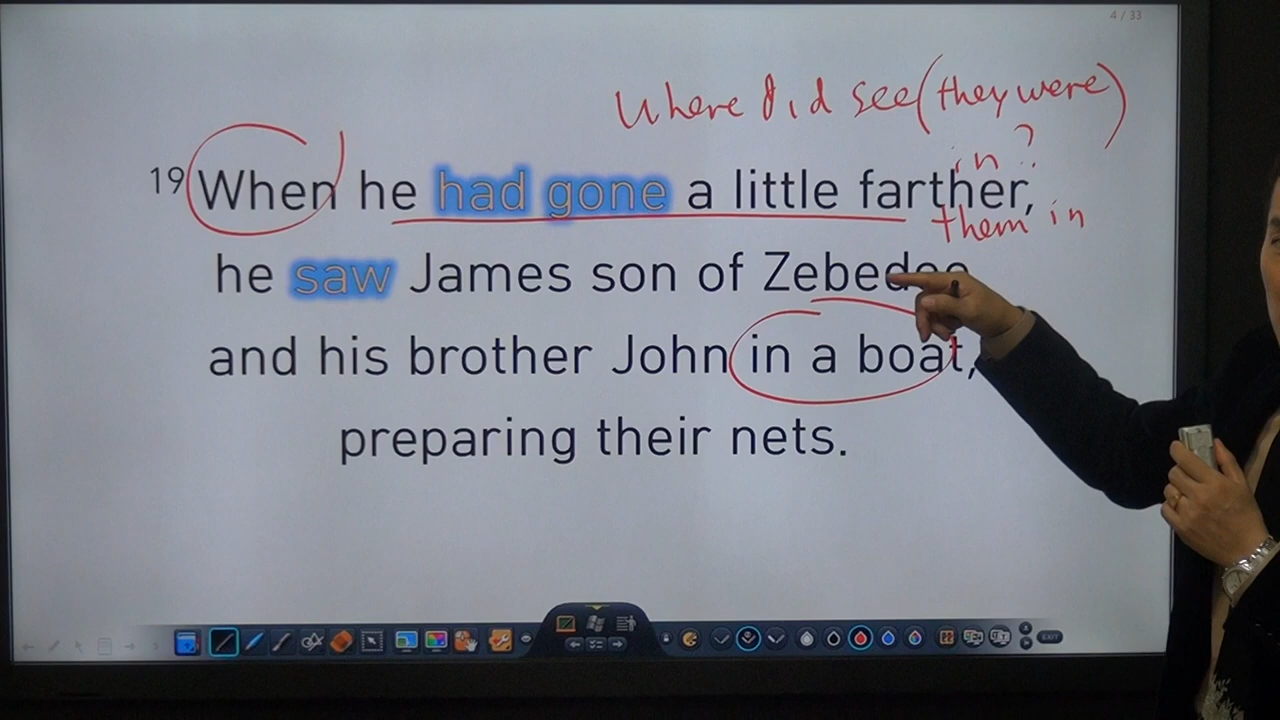 4 / 33
Where did see (they were)
in ?
19 When he had gone a little farther,
them in
he saw James son of Zebedee
and his brother John in a boat,
preparing their nets.
EXIT